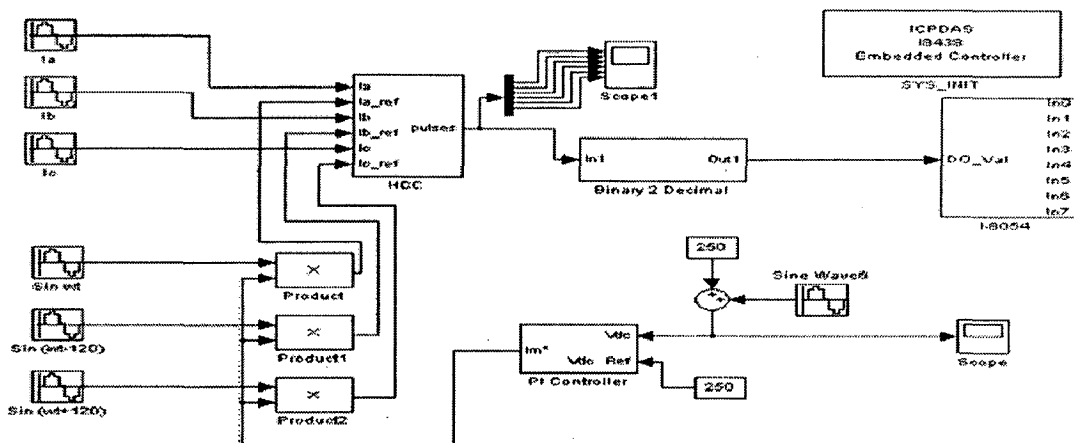 Ia
Ib
Ic
Ia
Ia_ref
Ib
Ib_ref
Ic
Ic_ref
pulses
HCC
Scope1
ICPDAS
I8438
Embedded Controller
SYS_INIT
In1
Out1
Binary 2 Decimal
DO_Val
In0
In1
In2
In3
In4
In5
In6
In7
I-8054
Sin wt
Product
Sin (wt-120)
Product1
Sin (wt+120)
Product2
250
Sine Wave6
Im*
Vdc
Vdc Ref
PI Controller
250
Scope